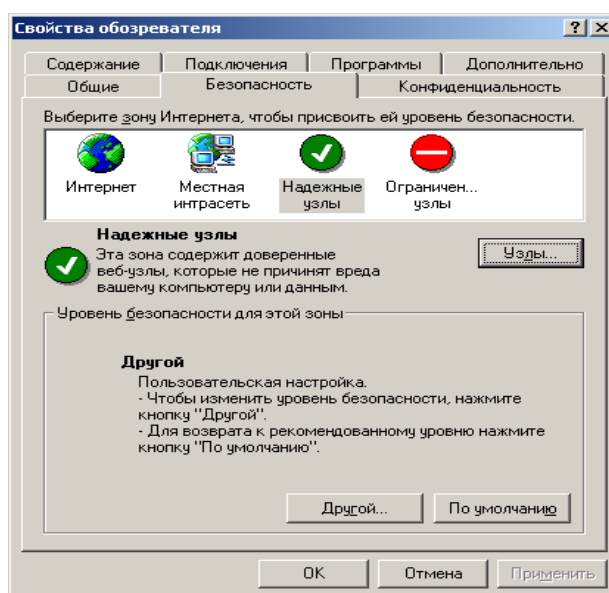 Свойства обозревателя
Содержание Подключения Программы Дополнительно
Общие Безопасность Конфиденциальность
Выберите зону Интернета, чтобы присвоить ей уровень безопасности.
Интернет Местная интрасеть Надежные узлы Ограничен... узлы
Надежные узлы
Эта зона содержит доверенные
веб-узлы, которые не причинят вреда
вашему компьютеру или данным.
Узлы...
Уровень безопасности для этой зоны
Другой
Пользовательская настройка.
- Чтобы изменить уровень безопасности, нажмите
кнопку "Другой".
- Для возврата к рекомендованному уровню нажмите
кнопку "По умолчанию".
Другой... По умолчанию
OK Отмена Применить